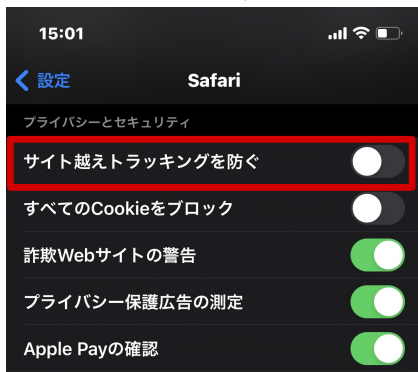 15:01
設定
Safari
プライバシーとセキュリティ
サイト越えトラッキングを防ぐ
すべてのCookieをブロック
詐欺Webサイトの警告
プライバシー保護広告の測定
Apple Payの確認